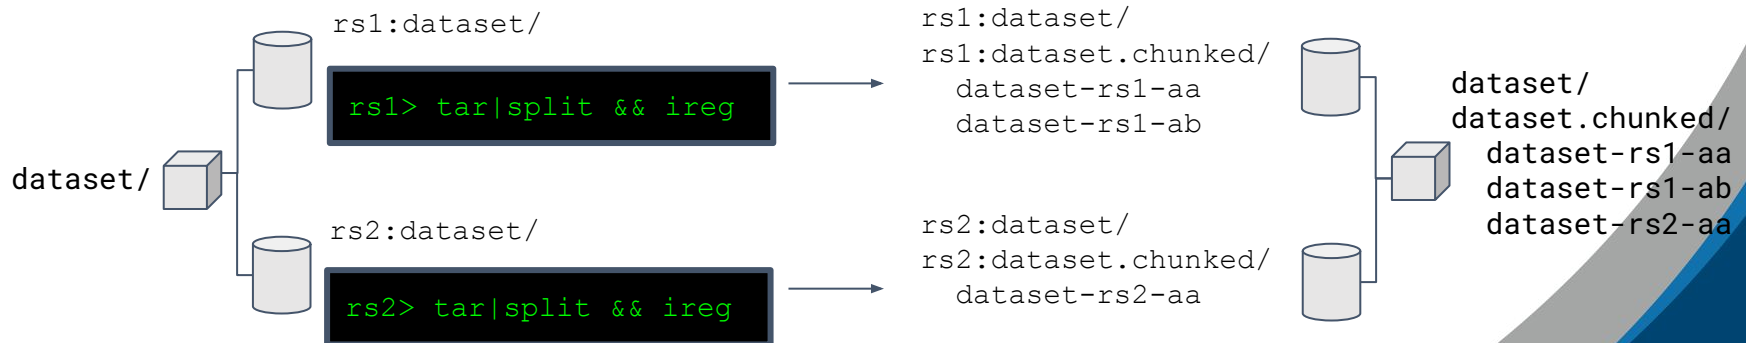 dataset/
rs1:dataset/
rs1> tar|split && ireg
rs2:dataset/
rs2> tar|split && ireg
rs1:dataset/
rs1:dataset.chunked/
dataset-rs1-aa
dataset-rs1-ab
rs2:dataset/
rs2:dataset.chunked/
dataset-rs2-aa
dataset/
dataset.chunked/
dataset-rs1-aa
dataset-rs1-ab
dataset-rs2-aa